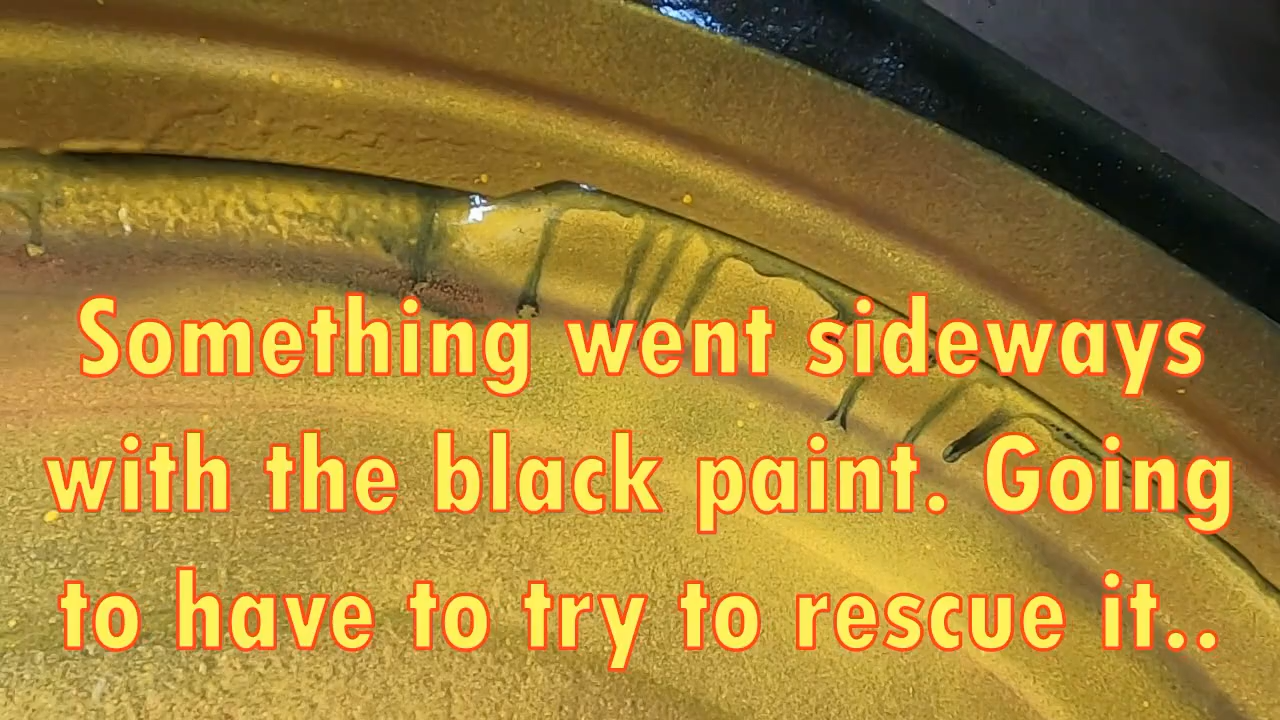 Something went sideways
with the black paint. Going
to have to try to rescue it..